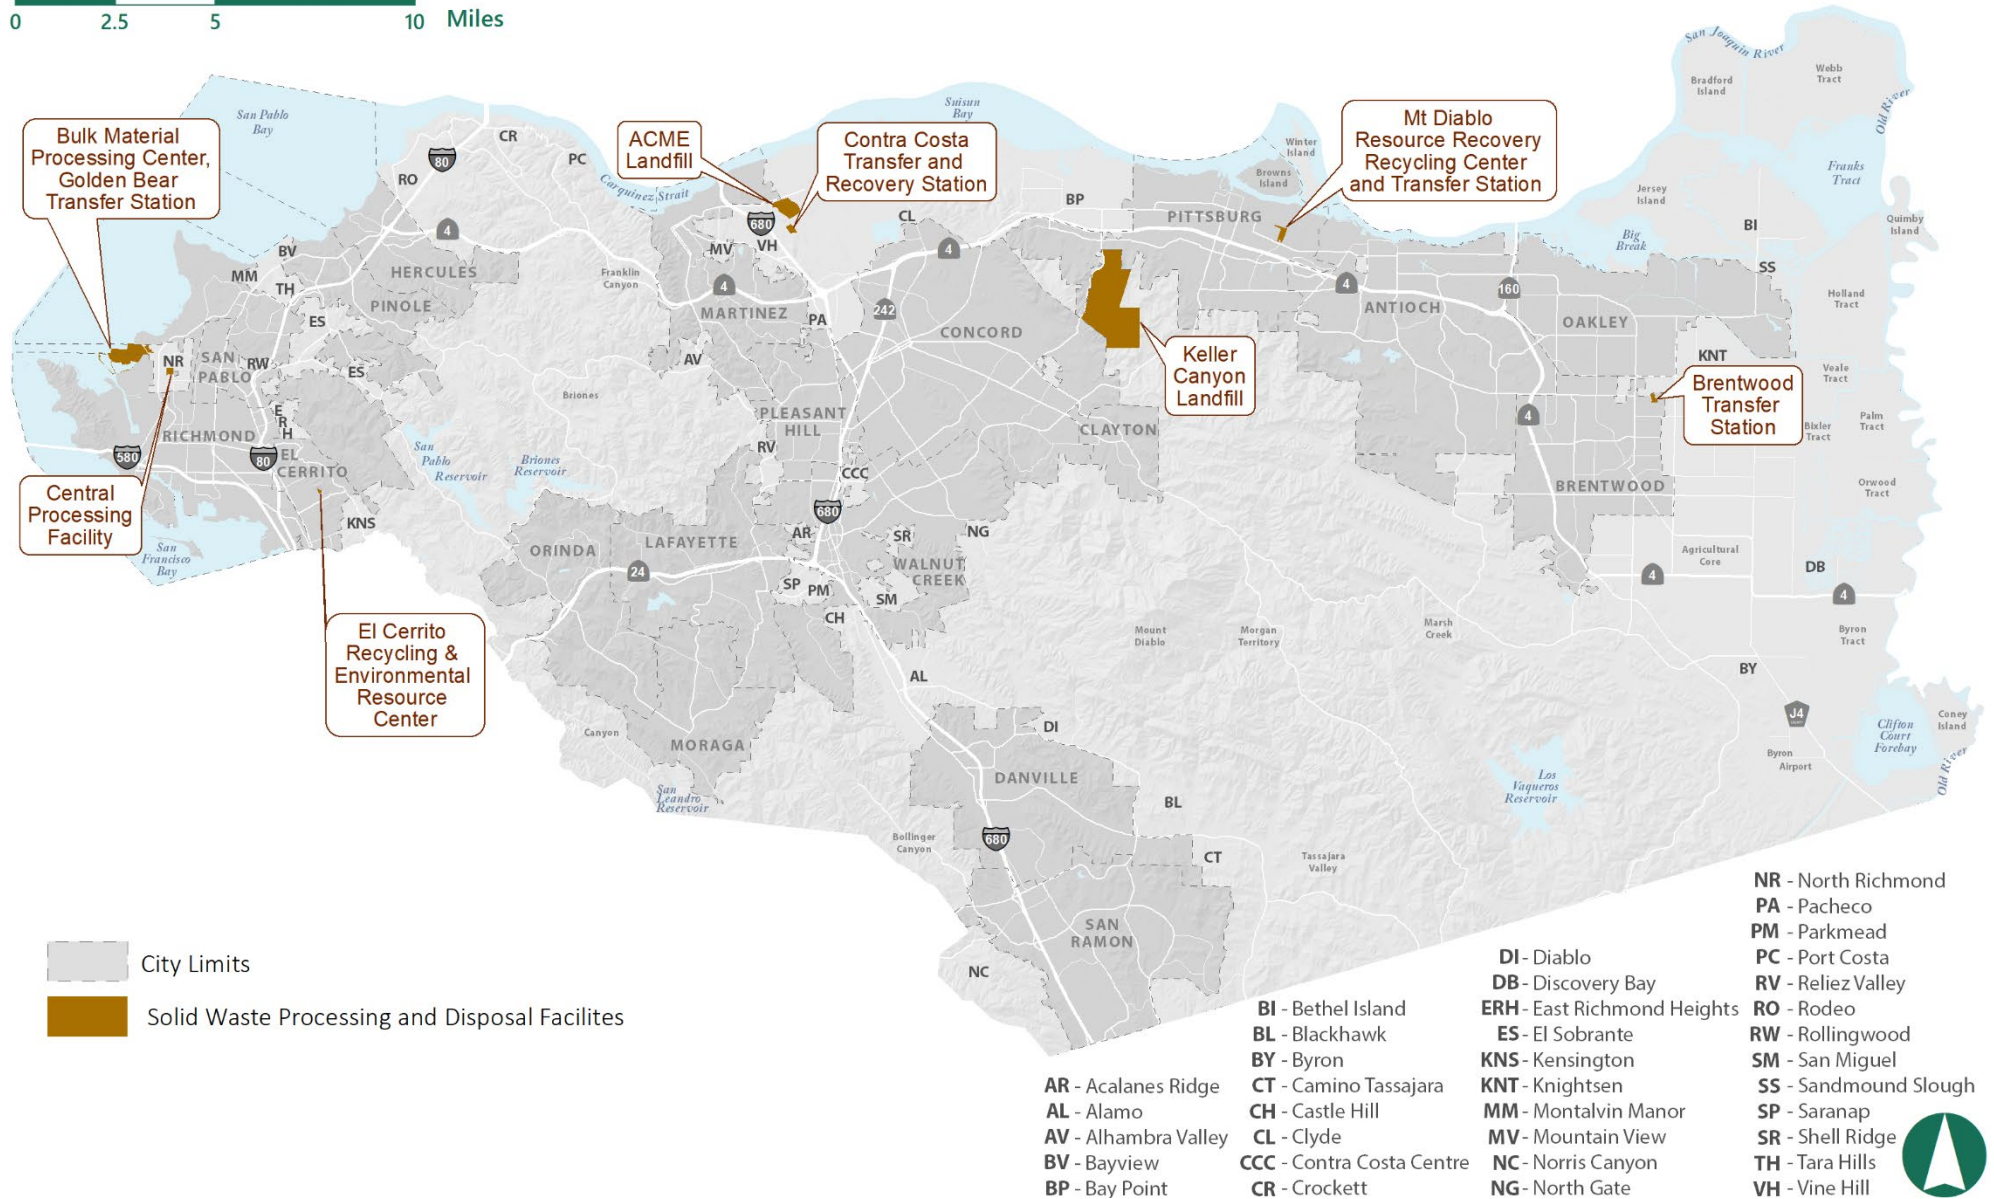 0 2.5 5 10 Miles
San Pablo
Bay
Bulk Material
Processing Center,
Golden Bear
Transfer Station
ACME
Landfill
Contra Costa
Transfer and
Recovery Station
Suisun
Bay
Mt Diablo
Resource Recovery
Recycling Center
and Transfer Station
San Joaquin River
Bradford
Island
Webb
Tract
Old River
Franks
Tract
Winter
Island
Browns
Island
Jersey
Island
Quimby
Island
Big
Break
BI
SS
Holland
Tract
CR
PC
80
RO
4
Carquinez Strait
BV
MM
TH
HERCULES
PINOLE
ES
Franklin
Canyon
680
VH
MV
4
MARTINEZ
CL
4
BP
PITTSBURG
242
PA
CONCORD
4
ANTIOCH
160
OAKLEY
KNT
Veale
Tract
NR
SAN
PABLO
RW
ES
AV
Briones
Keller
Canyon
Landfill
Brentwood
Transfer
Station
Palm
Tract
Bixler
Tract
E
R
H
RICHMOND
580
80
EL
CERRITO
San
Pablo
Reservoir
Briones
Reservoir
PLEASANT
HILL
RV
CCC
CLAYTON
4
BRENTWOOD
Orwood
Tract
Central
Processing
Facility
KNS
San
Francisco
Bay
680
AR
SR
NG
ORINDA
LAFAYETTE
24
WALNUT
CREEK
SP
PM
SM
CH
Agricultural
Core
4
DB
4
Byron
Tract
Mount
Diablo
Morgan
Territory
Marsh
Creek
El Cerrito
Recycling &
Environmental
Resource
Center
AL
BY
J4
Clifton
Court
Forebay
Coney
Island
Old River
Byron
Airport
Canyon
MORAGA
San
Leandro
Reservoir
DI
DANVILLE
BL
Los
Vaqueros
Reservoir
Bollinger
Canyon
680
CT
Tassajara
Valley
SAN
RAMON
NC
City Limits
Solid Waste Processing and Disposal Facilites
AR - Acalanes Ridge
AL - Alamo
AV - Alhambra Valley
BV - Bayview
BP - Bay Point
BI - Bethel Island
BL - Blackhawk
BY - Byron
CT - Camino Tassajara
CH - Castle Hill
CL - Clyde
CCC - Contra Costa Centre
CR - Crockett
DI - Diablo
DB - Discovery Bay
ERH - East Richmond Heights
ES - El Sobrante
KNS - Kensington
KNT - Knightsen
MM - Montalvin Manor
MV - Mountain View
NC - Norris Canyon
NG - North Gate
NR - North Richmond
PA - Pacheco
PM - Parkmead
PC - Port Costa
RV - Reliez Valley
RO - Rodeo
RW - Rollingwood
SM - San Miguel
SS - Sandmound Slough
SP - Saranap
SR - Shell Ridge
TH - Tara Hills
VH - Vine Hill